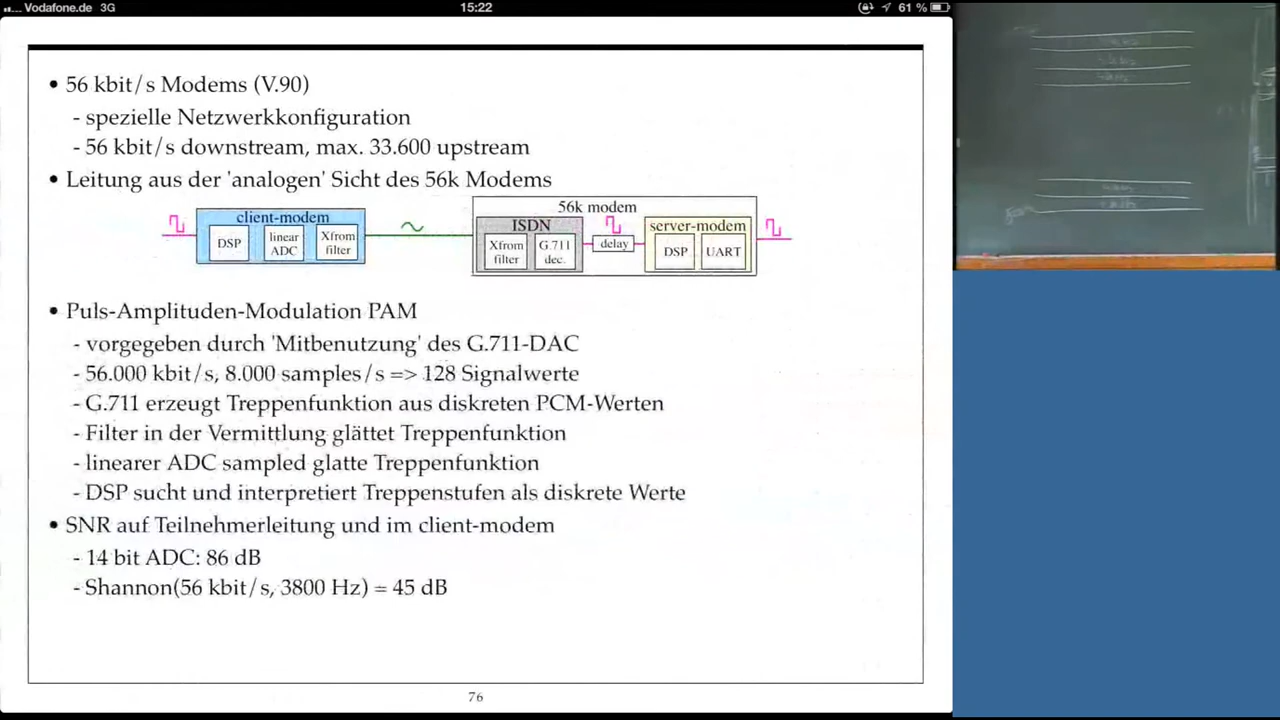 Vodafone.de 3G 15:22 61 %
• 56 kbit/s Modems (V.90)
- spezielle Netzwerkkonfiguration
- 56 kbit/s downstream, max. 33.600 upstream
• Leitung aus der 'analogen' Sicht des 56k Modems
56k modem
client-modem
ISDN
server-modem
DSP
linear
ADC
Xfrom
filter
Xfrom
filter
G.711
dec.
delay
DSP
UART
• Puls-Amplituden-Modulation PAM
- vorgegeben durch 'Mitbenutzung' des G.711-DAC
- 56.000 kbit/s, 8.000 samples/s => 128 Signalwerte
- G.711 erzeugt Treppenfunktion aus diskreten PCM-Werten
- Filter in der Vermittlung glättet Treppenfunktion
- linearer ADC sampled glatte Treppenfunktion
- DSP sucht und interpretiert Treppenstufen als diskrete Werte
• SNR auf Teilnehmerleitung und im client-modem
- 14 bit ADC: 86 dB
- Shannon(56 kbit/s, 3800 Hz) = 45 dB
76